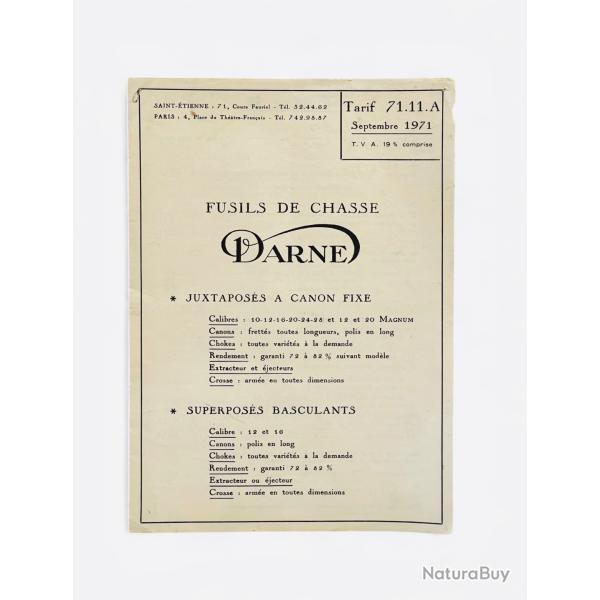 SAINT-ÉTIENNE : 71, Cours Fauriel - Tél. 32.44.62
PARIS : 4, Place du Théâtre-Français - Tél. 742.28.87
Tarif 71.11.A
Septembre 1971
T. V A. 19 % comprise
FUSILS DE CHASSE
DARNE
* JUXTAPOSÉS A CANON FIXE
Calibres : 10-12-16-20-24-28 et 12 et 20 MAGNUM
Canons : frettés toutes longueurs, polis en long
Chokes : toutes variétés à la demande
Rendement : garanti 72 à 82 % suivant modèle
Extracteur et éjecteurs
Crosse : armée en toutes dimensions
* SUPERPOSÉS BASCULANTS
Calibre : 12 et 16
Canons : polis en long
Chokes : toutes variétés à la demande
Rendement : garanti 72 à 82 %
Extracteur ou éjecteur
Crosse : armée en toutes dimensions
NaturaBuy